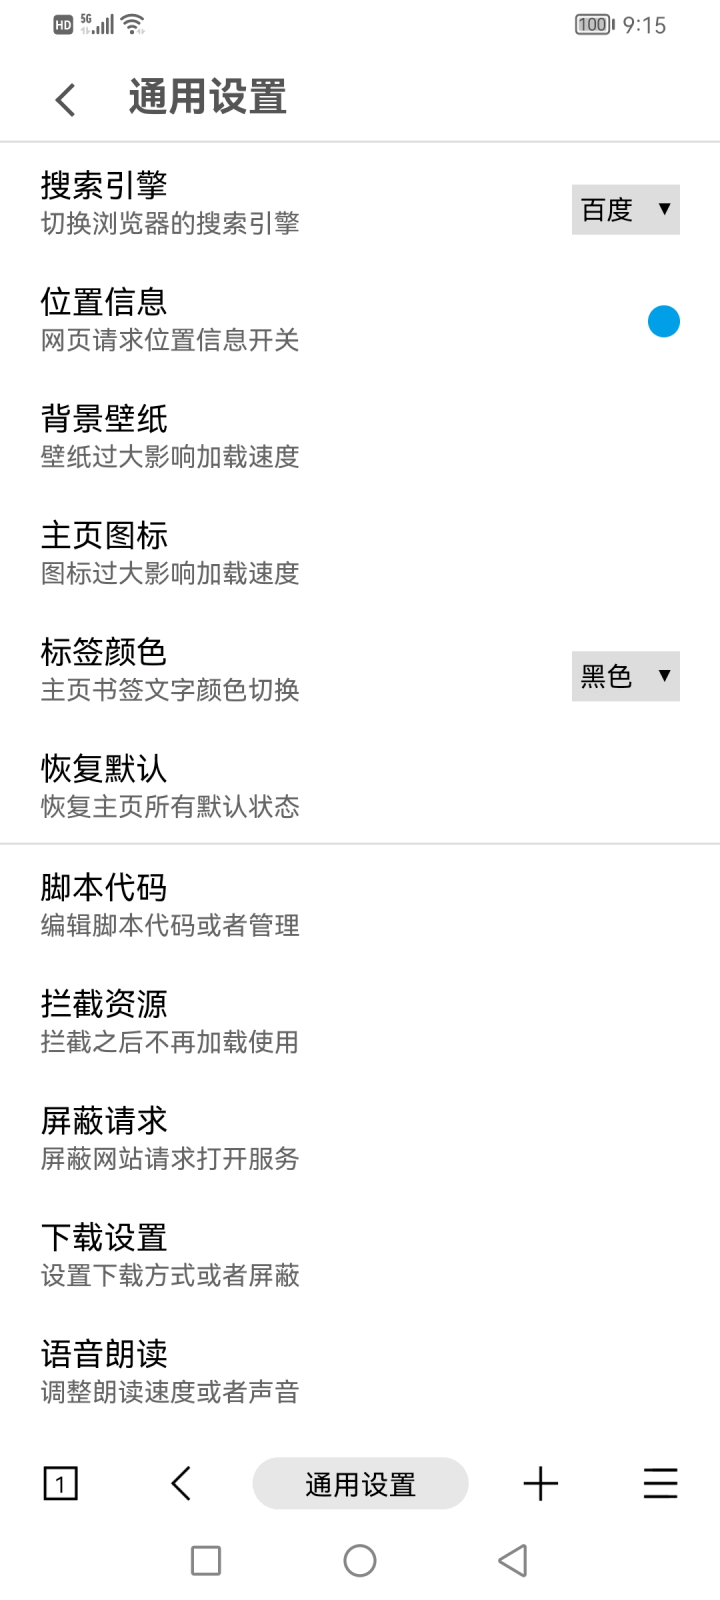 HD 5G 100 9:15
通用设置
搜索引擎
切换浏览器的搜索引擎
百度
位置信息
网页请求位置信息开关
背景壁纸
壁纸过大影响加载速度
主页图标
图标过大影响加载速度
标签颜色
主页书签文字颜色切换
黑色
恢复默认
恢复主页所有默认状态
脚本代码
编辑脚本代码或者管理
拦截资源
拦截之后不再加载使用
屏蔽请求
屏蔽网站请求打开服务
下载设置
设置下载方式或者屏蔽
语音朗读
调整朗读速度或者声音
1 通用设置